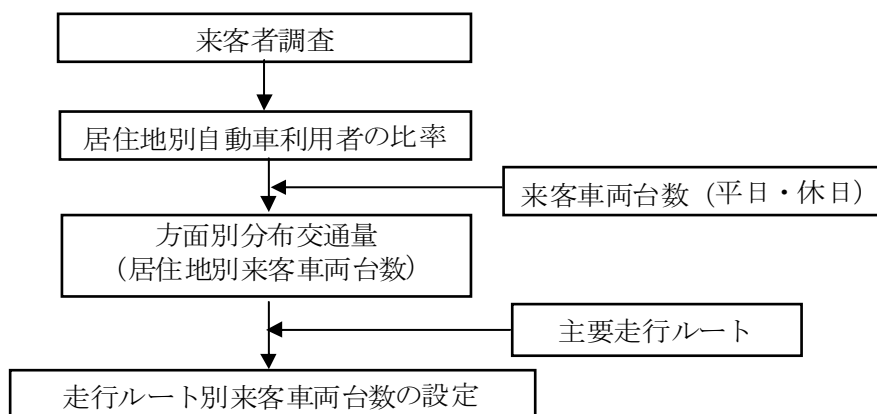 来客者調査
居住地別自動車利用者の比率
来客車両台数（平日・休日）
方面別分布交通量
（居住地別来客車両台数）
主要走行ルート
走行ルート別来客車両台数の設定